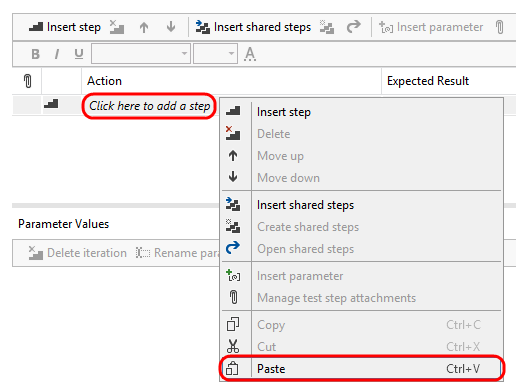 Insert step Insert shared steps Insert parameter
B I U A
Action Expected Result
Click here to add a step
Insert step
Delete
Move up
Move down
Insert shared steps
Create shared steps
Open shared steps
Insert parameter
Manage test step attachments
Copy Ctrl+C
Cut Ctrl+X
Paste Ctrl+V
Parameter Values
Delete iteration Rename para